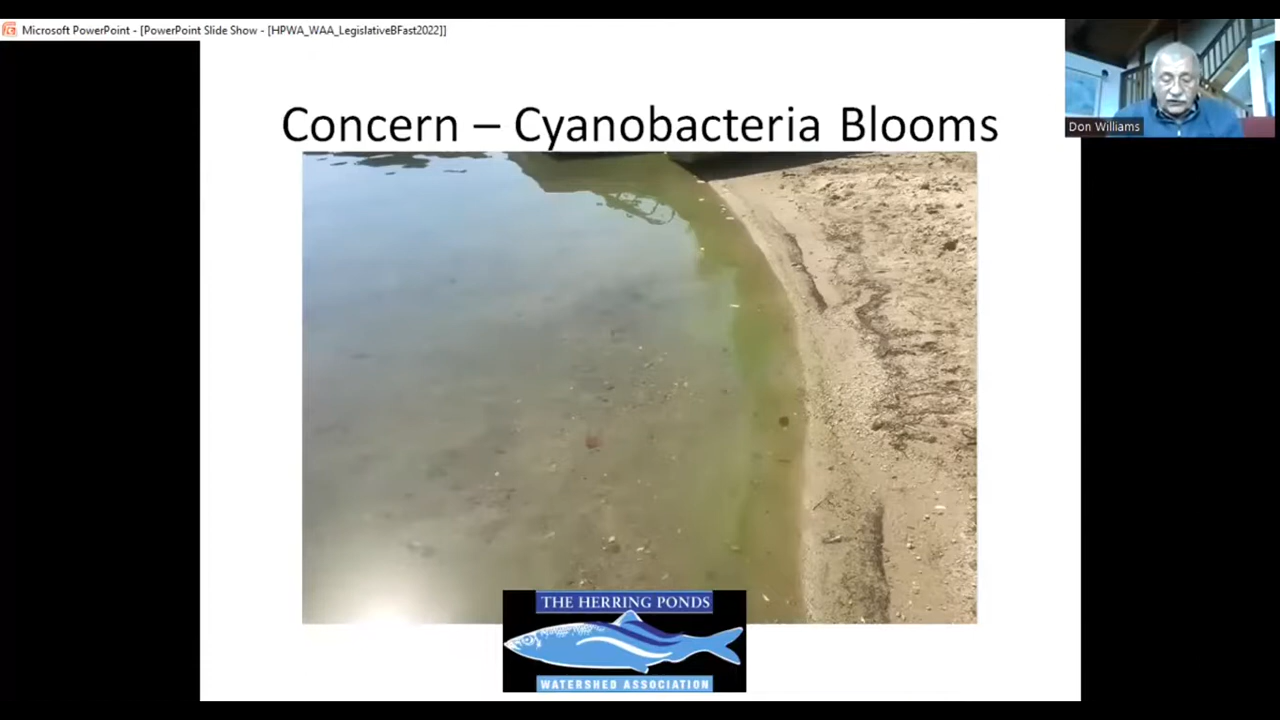 Microsoft PowerPoint - [PowerPoint Slide Show - [HPWA_WAA_LegislativeBFast2022]]
Don Williams
Concern – Cyanobacteria Blooms
THE HERRING PONDS
WATERSHED ASSOCIATION